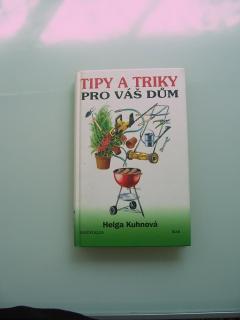 TIPY A TRIKY
PRO VÁŠ DŮM
Helga Kuhnová